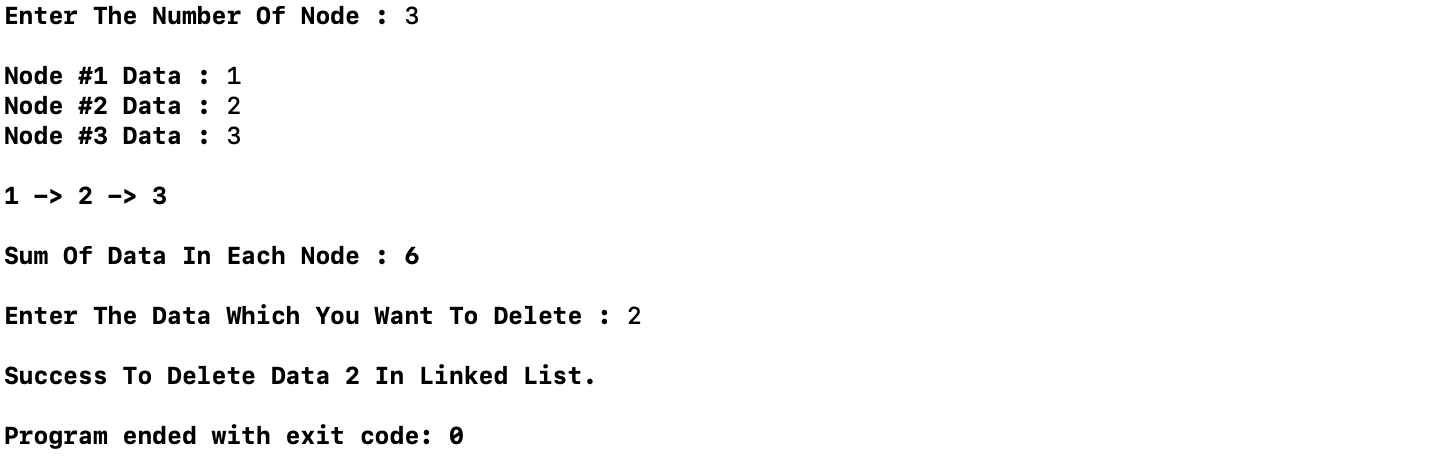 Enter The Number Of Node : 3
Node #1 Data : 1
Node #2 Data : 2
Node #3 Data : 3
1 -> 2 -> 3
Sum Of Data In Each Node : 6
Enter The Data Which You Want To Delete : 2
Success To Delete Data 2 In Linked List.
Program ended with exit code: 0